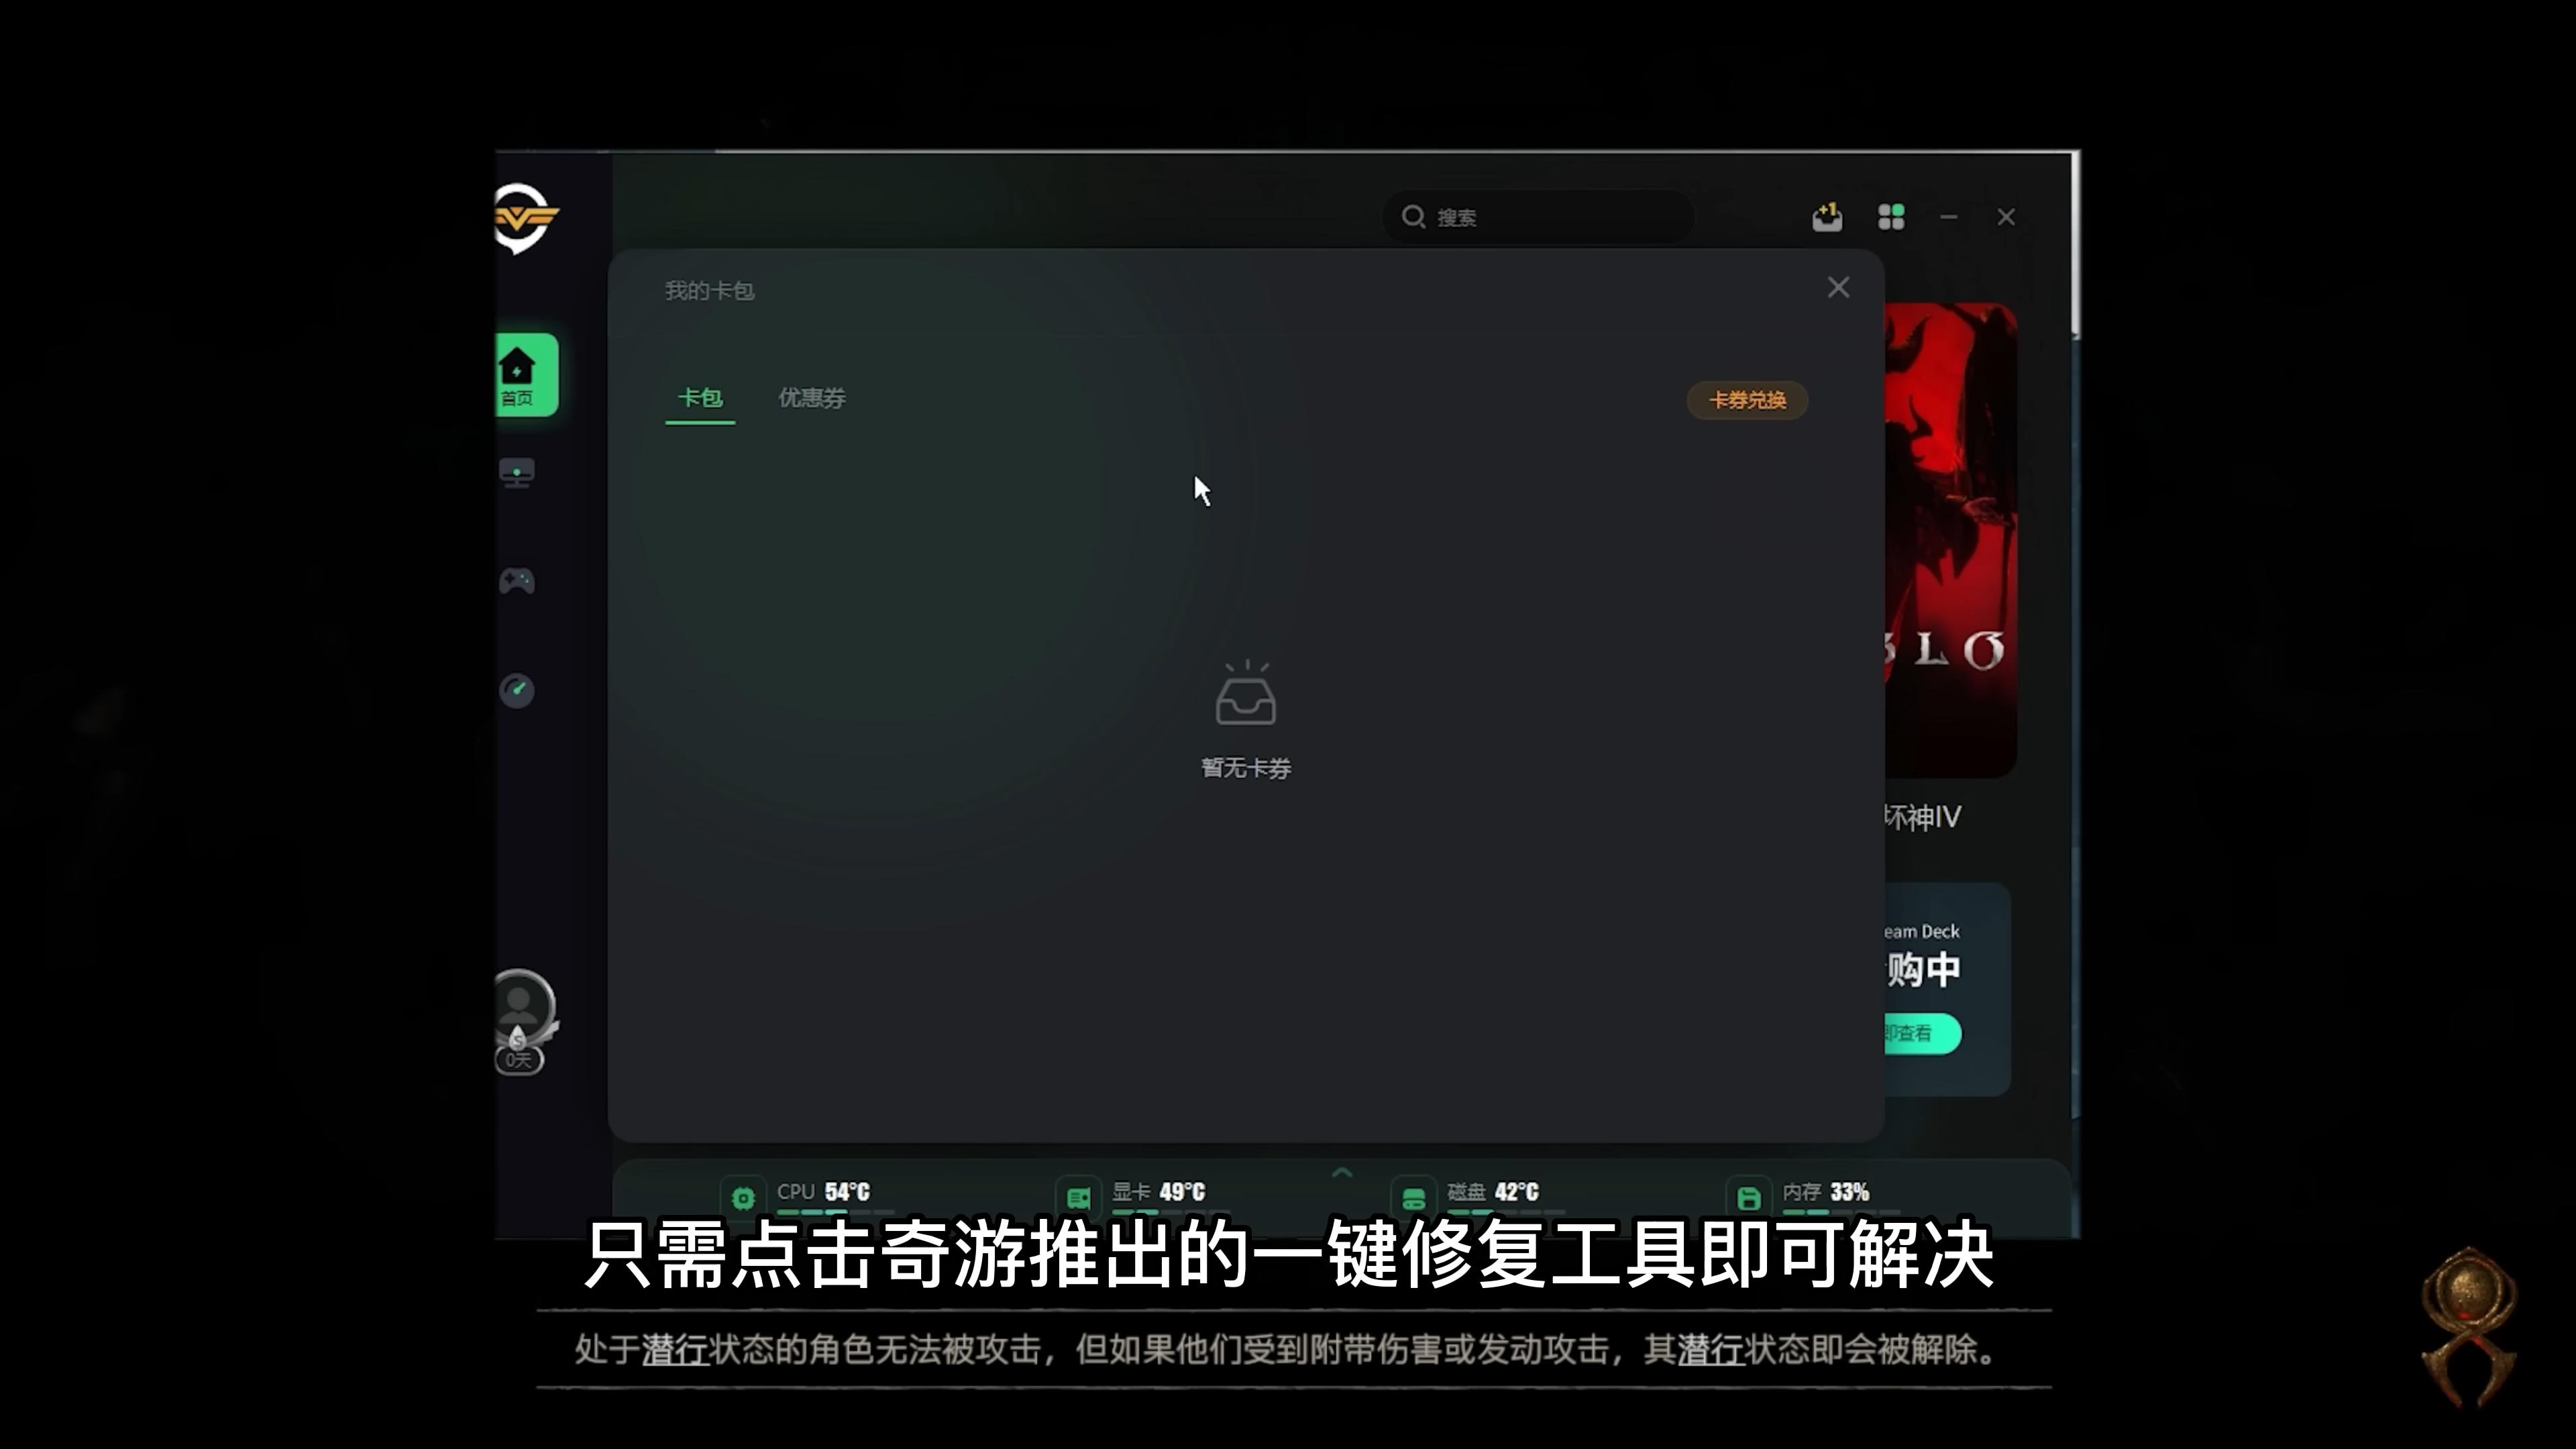 搜索
+1
我的卡包
首页
卡包
优惠券
卡券兑换
LO
暂无卡券
坏神IV
eam Deck
购中
即查看
0天
CPU 54°C
显卡 49°C
磁盘 42°C
内存 33%
只需点击奇游推出的一键修复工具即可解决
处于潜行状态的角色无法被攻击，但如果他们受到附带伤害或发动攻击，其潜行状态即会被解除。